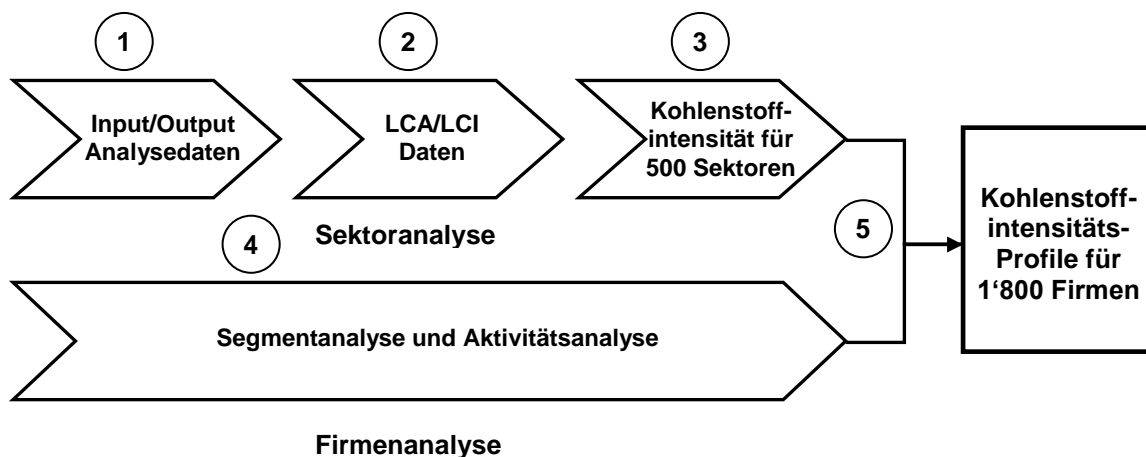 1
2
3
Input/Output
Analysedaten
LCA/LCI
Daten
Kohlenstoff-
intensität für
500 Sektoren
Sektoranalyse
4
5
Kohlenstoff-
intensitäts-
Profile für
1‘800 Firmen
Segmentanalyse und Aktivitätsanalyse
Firmenanalyse